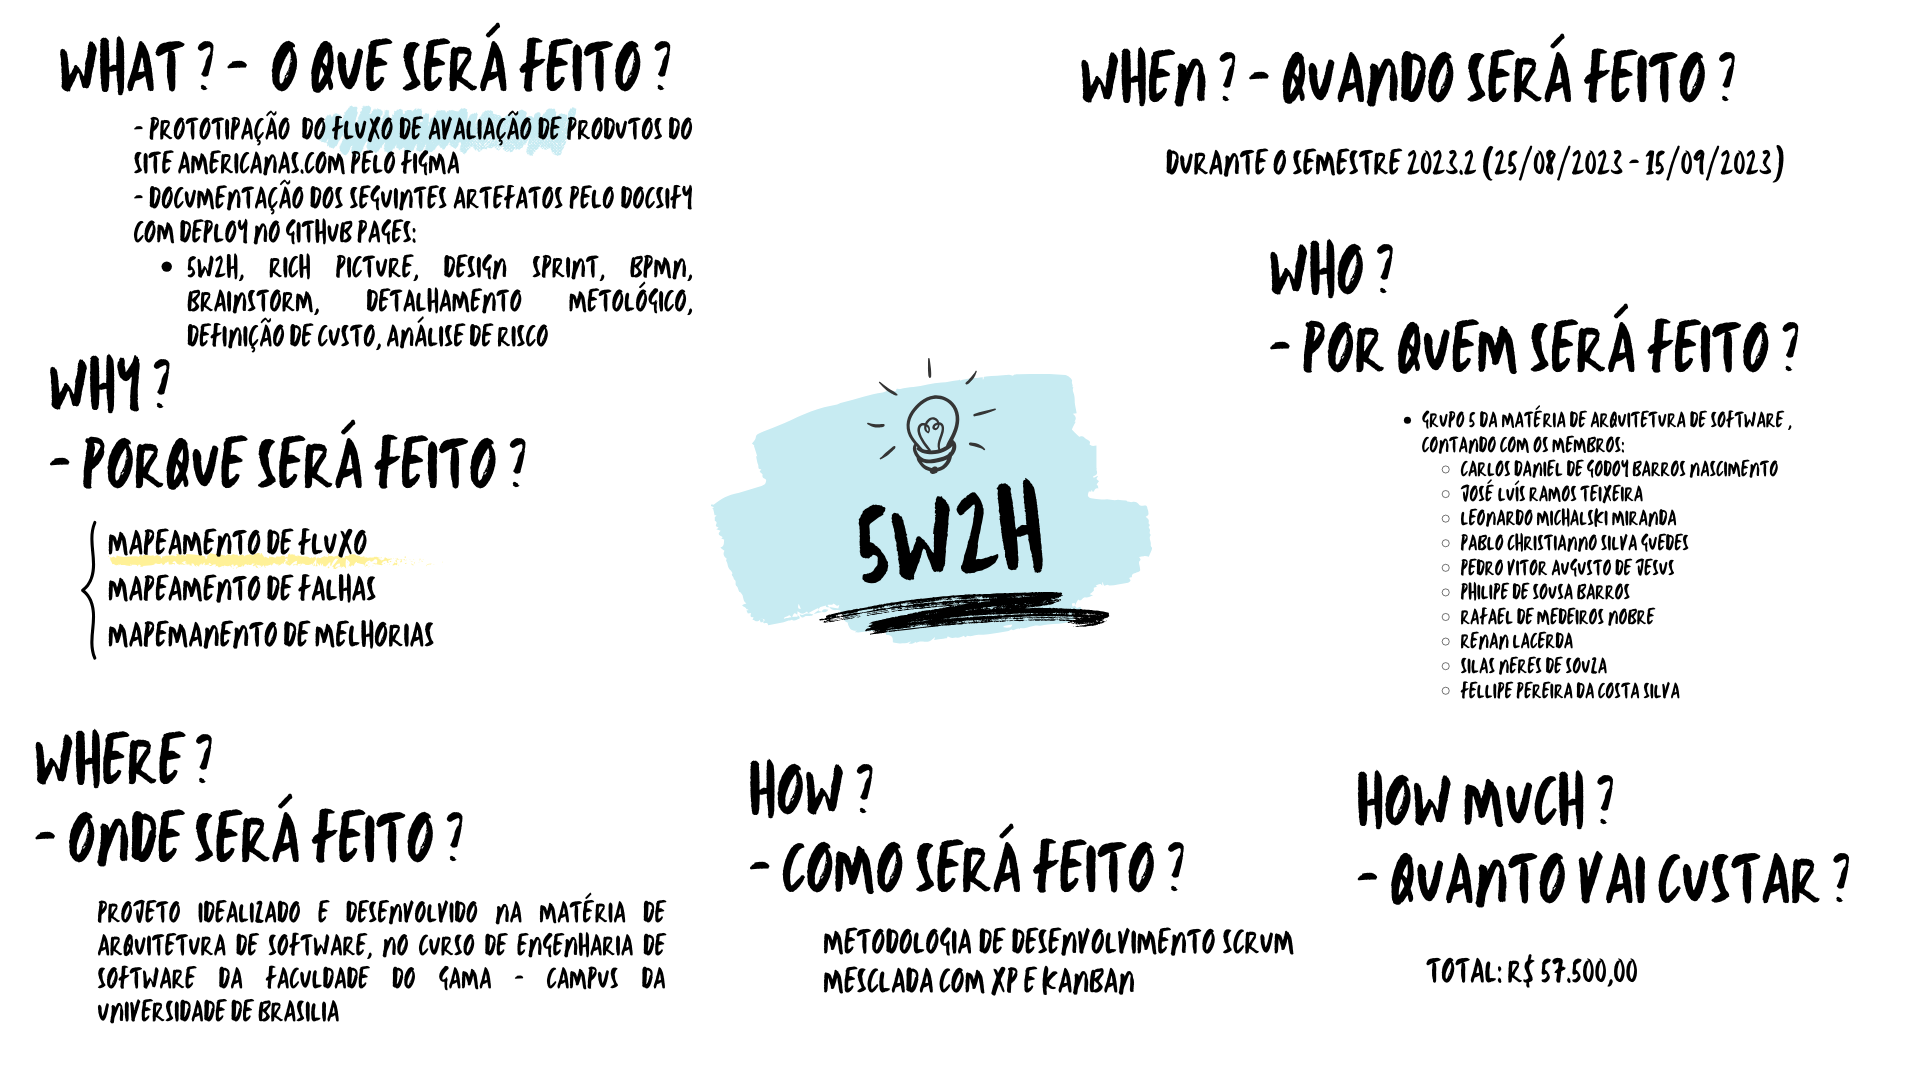 WHAT ? - O QUE SERÁ FEITO ?
- PROTOTIPAÇÃO DO FLUXO DE AVALIAÇÃO DE PRODUTOS DO
SITE AMERICANAS.COM PELO FIGMA
- DOCUMENTAÇÃO DOS SEGUINTES ARTEFATOS PELO DOCSIFY
COM DEPLOY NO GITHUB PAGES:
• 5W2H, RICH PICTURE, DESIGN SPRINT, BPMN,
BRAINSTORM, DETALHAMENTO METOLÓGICO,
DEFINIÇÃO DE CUSTO, ANÁLISE DE RISCO
WHY ?
- PORQUE SERÁ FEITO ?
MAPEAMENTO DE FLUXO
MAPEAMENTO DE FALHAS
MAPEMANENTO DE MELHORIAS
WHERE ?
- ONDE SERÁ FEITO ?
PROJETO IDEALIZADO E DESENVOLVIDO NA MATÉRIA DE
ARQUITETURA DE SOFTWARE, NO CURSO DE ENGENHARIA DE
SOFTWARE DA FACULDADE DO GAMA - CAMPUS DA
UNIVERSIDADE DE BRASILIA
5W2H
HOW ?
- COMO SERÁ FEITO ?
METODOLOGIA DE DESENVOLVIMENTO SCRUM
MESCLADA COM XP E KANBAN
WHEN ? - QUANDO SERÁ FEITO ?
DURANTE O SEMESTRE 2023.2 (25/08/2023 - 15/09/2023)
WHO ?
- POR QUEM SERÁ FEITO ?
• GRUPO 5 DA MATÉRIA DE ARQUITETURA DE SOFTWARE ,
CONTANDO COM OS MEMBROS:
○ CARLOS DANIEL DE GODOY BARROS NASCIMENTO
○ JOSÉ LUÍS RAMOS TEIXEIRA
○ LEONARDO MICHALSKI MIRANDA
○ PABLO CHRISTIANNO SILVA GUEDES
○ PEDRO VITOR AUGUSTO DE JESUS
○ PHILIPE DE SOUSA BARROS
○ RAFAEL DE MEDEIROS NOBRE
○ RENAN LACERDA
○ SILAS NERES DE SOUZA
○ FELLIPE PEREIRA DA COSTA SILVA
HOW MUCH ?
- QUANTO VAI CUSTAR ?
TOTAL: R$ 57.500,00